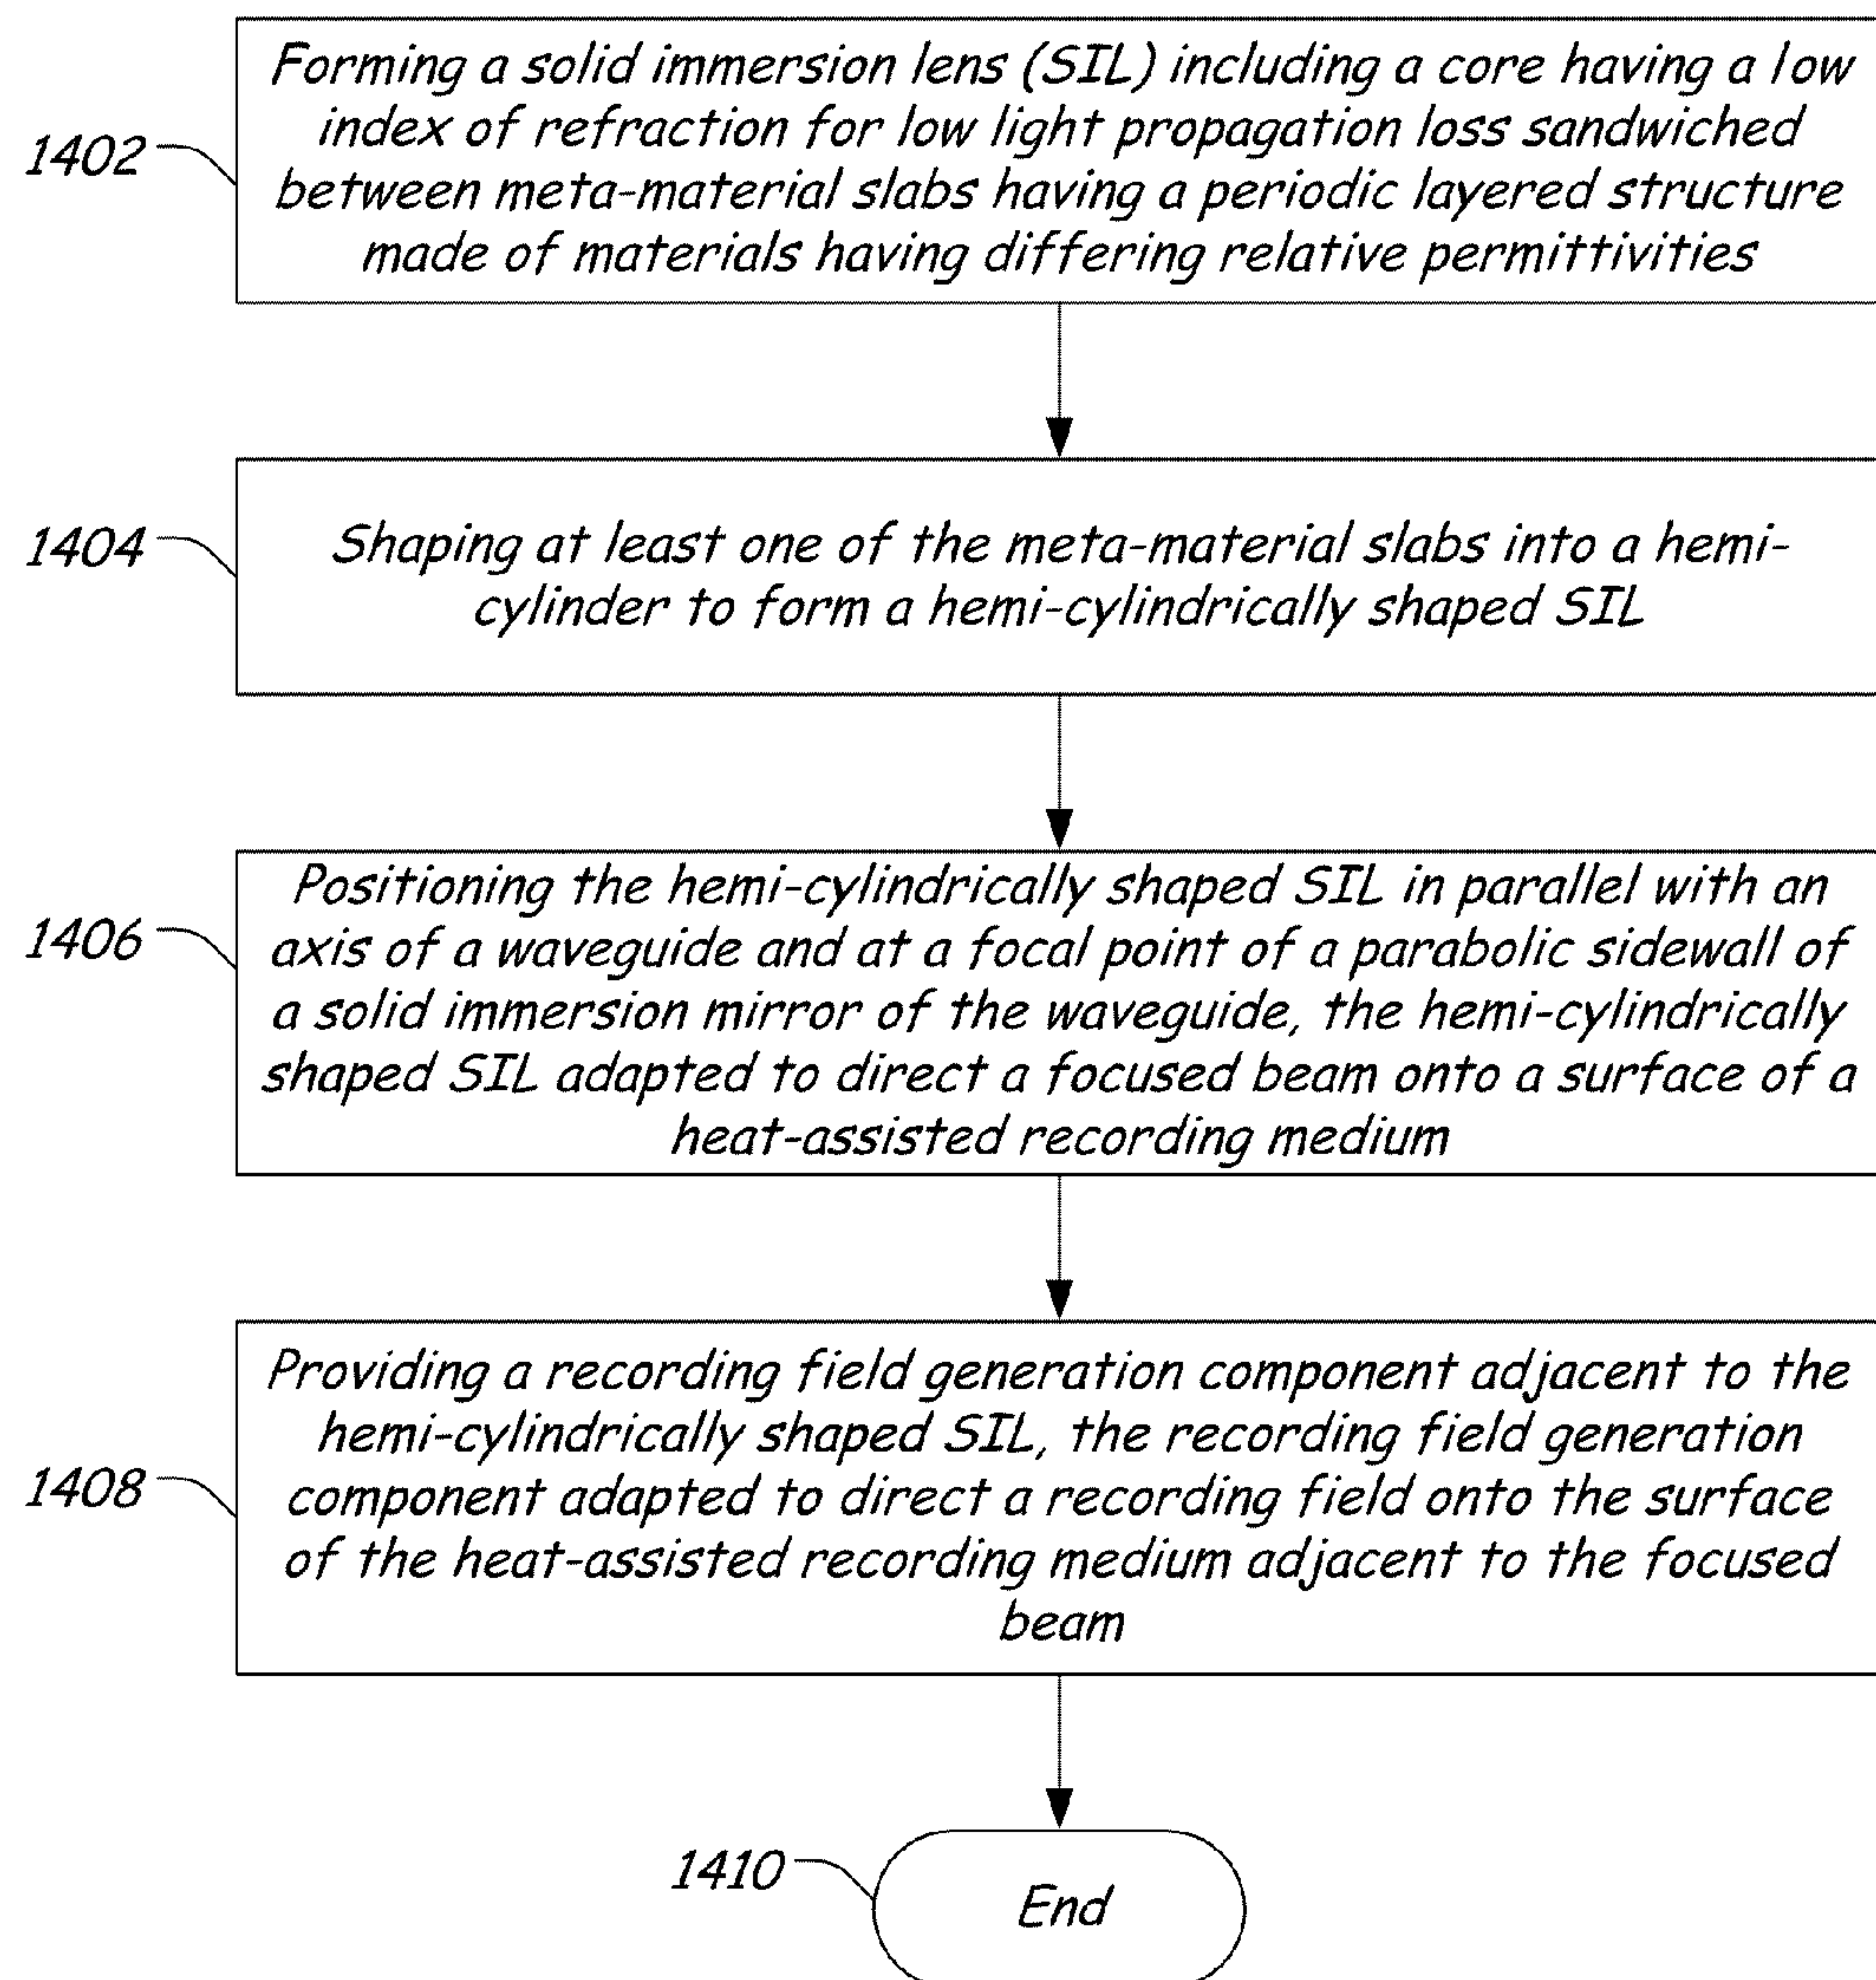 1402
Forming a solid immersion lens (SIL) including a core having a low
index of refraction for low light propagation loss sandwiched
between meta-material slabs having a periodic layered structure
made of materials having differing relative permittivities
1404
Shaping at least one of the meta-material slabs into a hemi-
cylinder to form a hemi-cylindrically shaped SIL
1406
Positioning the hemi-cylindrically shaped SIL in parallel with an
axis of a waveguide and at a focal point of a parabolic sidewall of
a solid immersion mirror of the waveguide, the hemi-cylindrically
shaped SIL adapted to direct a focused beam onto a surface of a
heat-assisted recording medium
1408
Providing a recording field generation component adjacent to the
hemi-cylindrically shaped SIL, the recording field generation
component adapted to direct a recording field onto the surface
of the heat-assisted recording medium adjacent to the focused
beam
1410
End